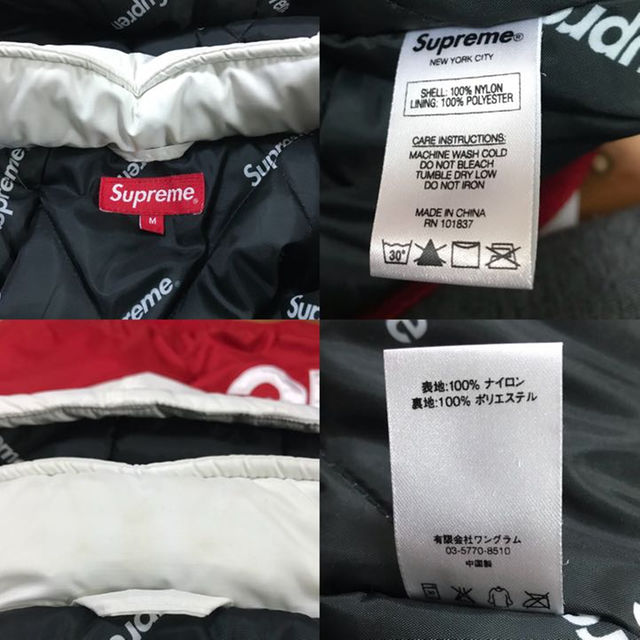 Supreme
Supreme
Supreme
Supreme
M
Supreme
Supreme®
NEW YORK CITY
SHELL: 100% NYLON
LINING: 100% POLYESTER
CARE INSTRUCTIONS:
MACHINE WASH COLD
DO NOT BLEACH
TUMBLE DRY LOW
DO NOT IRON
MADE IN CHINA
RN 101837
30°
表地:100% ナイロン
裏地:100% ポリエステル
有限会社ワングラム
03-5770-8510
中国製